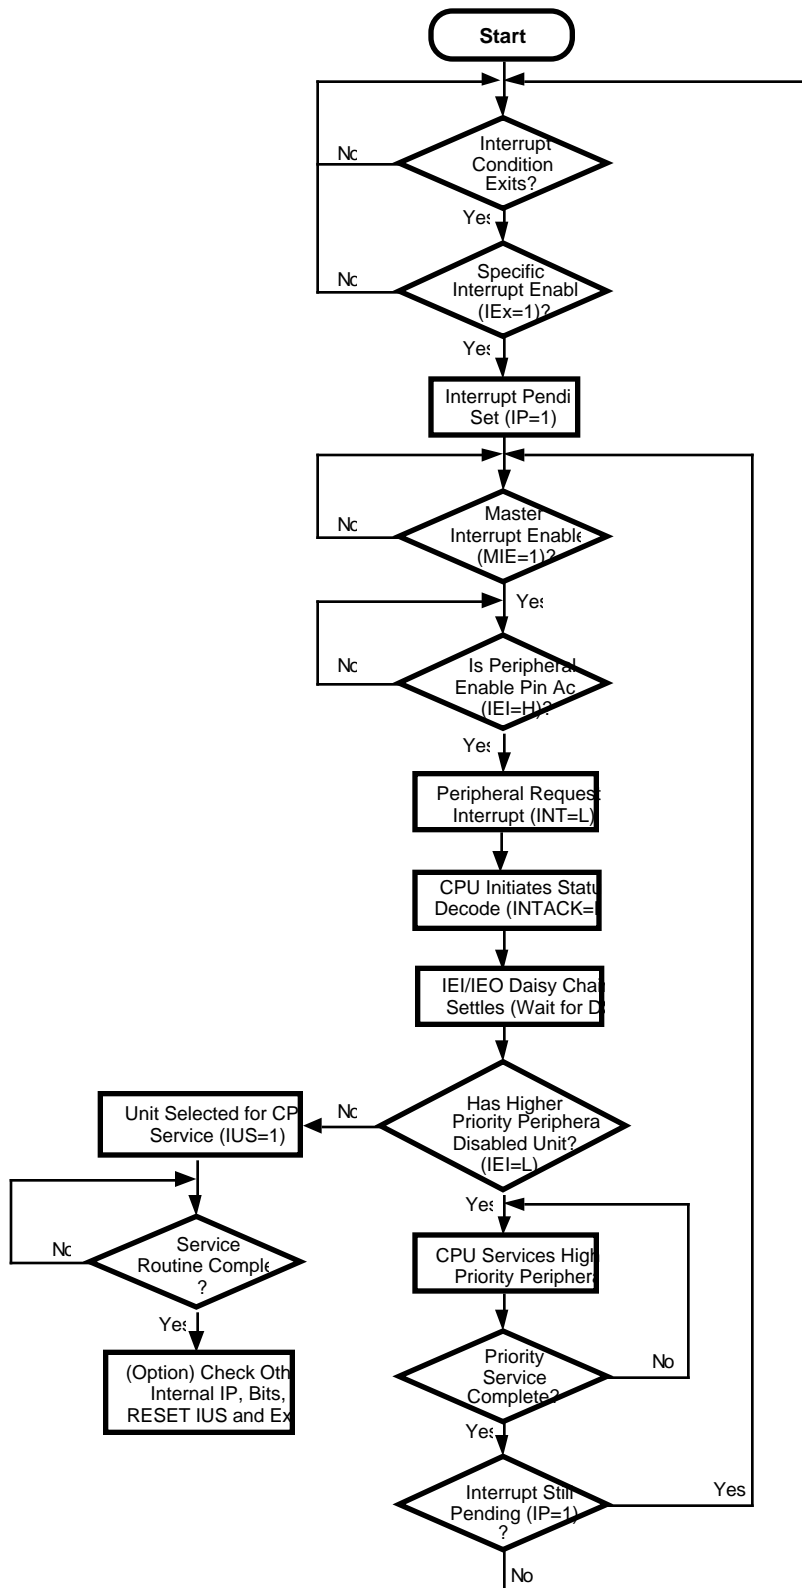 Start
Interrupt
Condition
Exits?
No
Yes
Specific
Interrupt Enabl
(IEx=1)?
No
Yes
Interrupt Pendi
Set (IP=1)
Master
Interrupt Enable
(MIE=1)?
No
Yes
Is Peripheral
Enable Pin Ac
(IEI=H)?
No
Yes
Peripheral Request
Interrupt (INT=L)
CPU Initiates Statu
Decode (INTACK=
IEI/IEO Daisy Chai
Settles (Wait for D
Has Higher
Priority Periphera
Disabled Unit?
(IEI=L)
No
Unit Selected for CP
Service (IUS=1)
Yes
Service
Routine Comple
?
No
CPU Services High
Priority Periphera
Yes
(Option) Check Oth
Internal IP, Bits,
RESET IUS and Ex
Priority
Service
Complete?
No
Yes
Interrupt Still
Pending (IP=1)
?
Yes
No